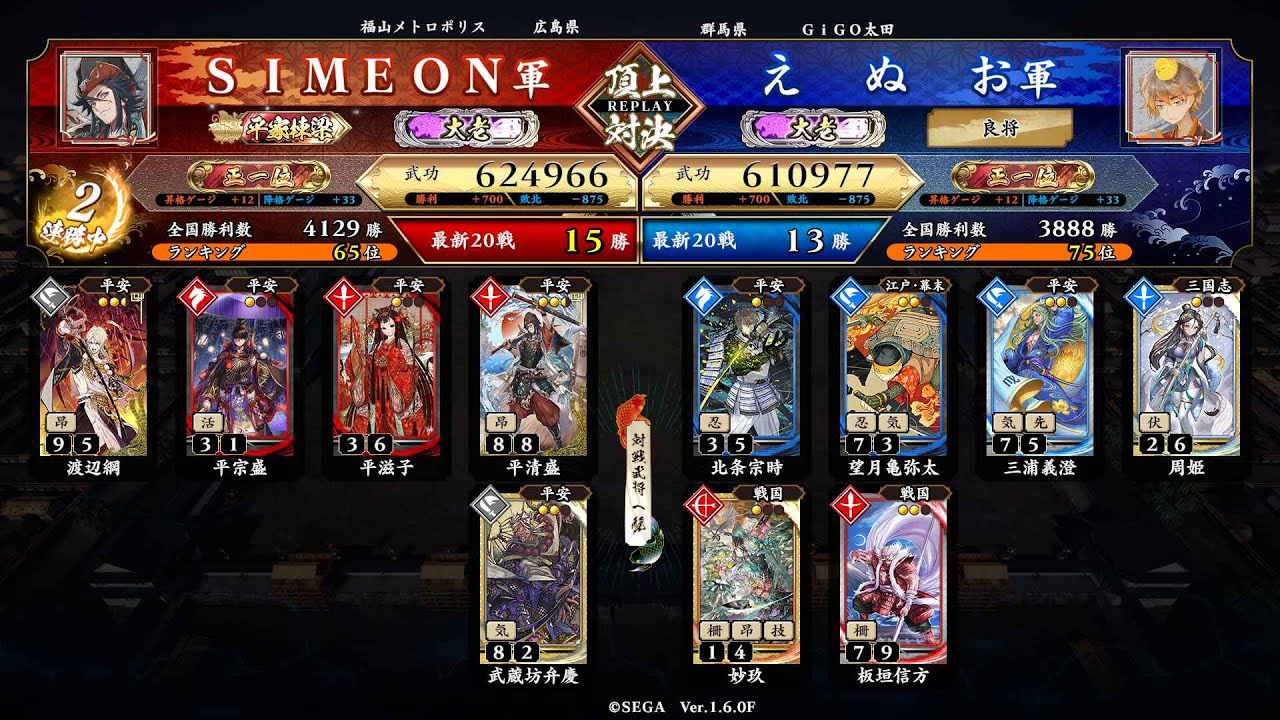 福山メトロポリス 広島県
群馬県 GiGO太田
SIMEON軍
頂上
REPLAY
対決
えぬお軍
平家棟梁
大老
大老
良将
2
連勝中
正一位
昇格ゲージ +12 降格ゲージ +33
武功 624966
勝利 +700 敗北 -875
武功 610977
勝利 +700 敗北 -875
正一位
昇格ゲージ +12 降格ゲージ +33
全国勝利数 4129勝
ランキング 65位
最新20戦 15勝
最新20戦 13勝
全国勝利数 3888勝
ランキング 75位
平安
昂
9 5
渡辺綱
平安
活
3 1
平宗盛
平安
3 6
平滋子
平安
昂
8 8
平清盛
平安
気
8 2
武蔵坊弁慶
対戦武将一覧
平安
忍
3 5
北条宗時
江戸・幕末
忍 気
7 3
望月亀弥太
平安
気 先
7 5
三浦義澄
三国志
伏
2 6
周姫
戦国
柵 昂 技
1 4
妙玖
戦国
柵
7 9
板垣信方
©SEGA Ver.1.6.0F